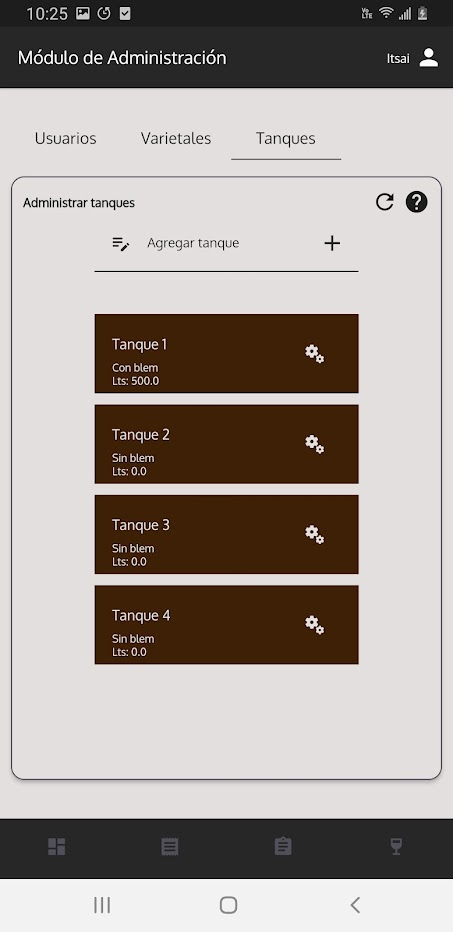 10:25
Vo LTE
Módulo de Administración
Itsai
Usuarios Varietales Tanques
Administrar tanques
Agregar tanque
Tanque 1
Con blem
Lts: 500.0
Tanque 2
Sin blem
Lts: 0.0
Tanque 3
Sin blem
Lts: 0.0
Tanque 4
Sin blem
Lts: 0.0